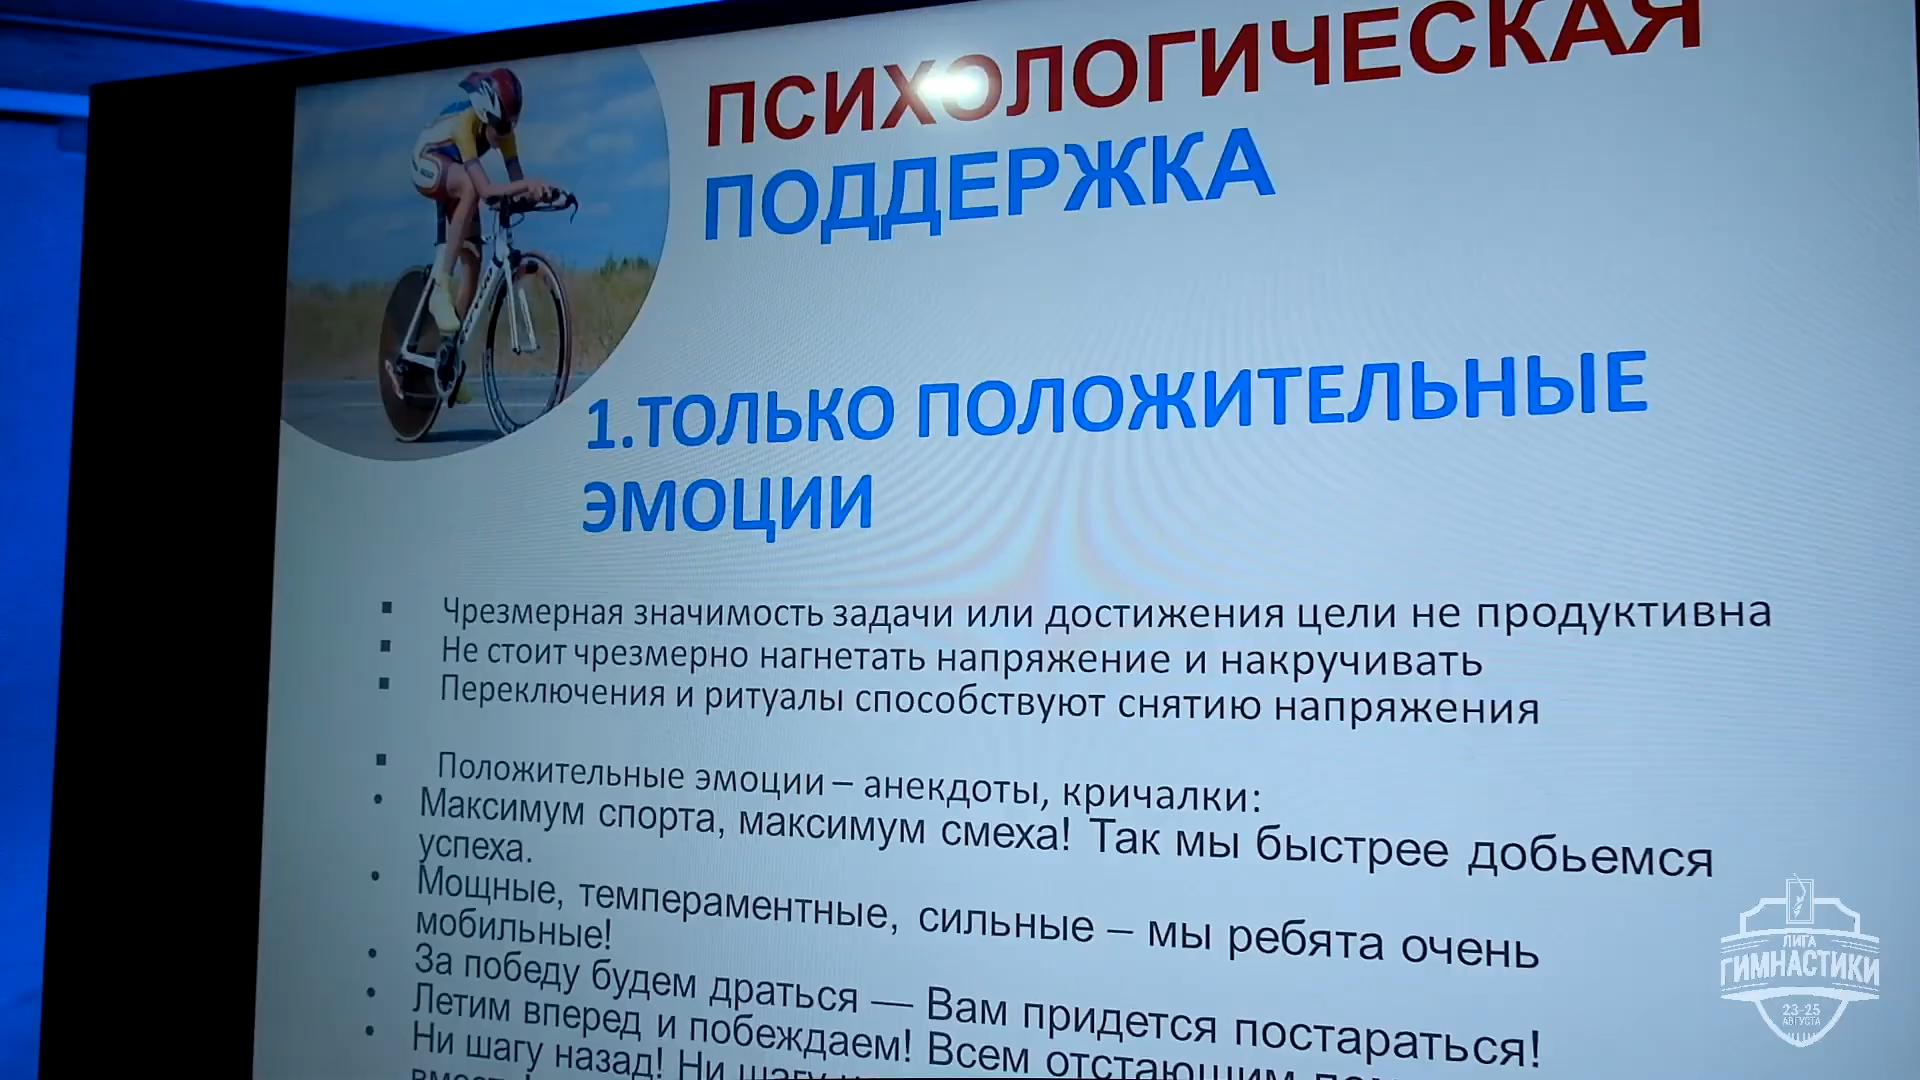 ПСИХОЛОГИЧЕСКАЯ
ПОДДЕРЖКА
1.ТОЛЬКО ПОЛОЖИТЕЛЬНЫЕ
ЭМОЦИИ
▪ Чрезмерная значимость задачи или достижения цели не продуктивна
▪ Не стоит чрезмерно нагнетать напряжение и накручивать
▪ Переключения и ритуалы способствуют снятию напряжения
▪ Положительные эмоции – анекдоты, кричалки:
• Максимум спорта, максимум смеха! Так мы быстрее добьемся
успеха.
• Мощные, темпераментные, сильные – мы ребята очень
мобильные!
• За победу будем драться — Вам придется постараться!
• Летим вперед и побеждаем! Всем отстающим
• Ни шагу назад! Ни шагу
ЛИГА
ГИМНАСТИКИ
23-25
АВГУСТА